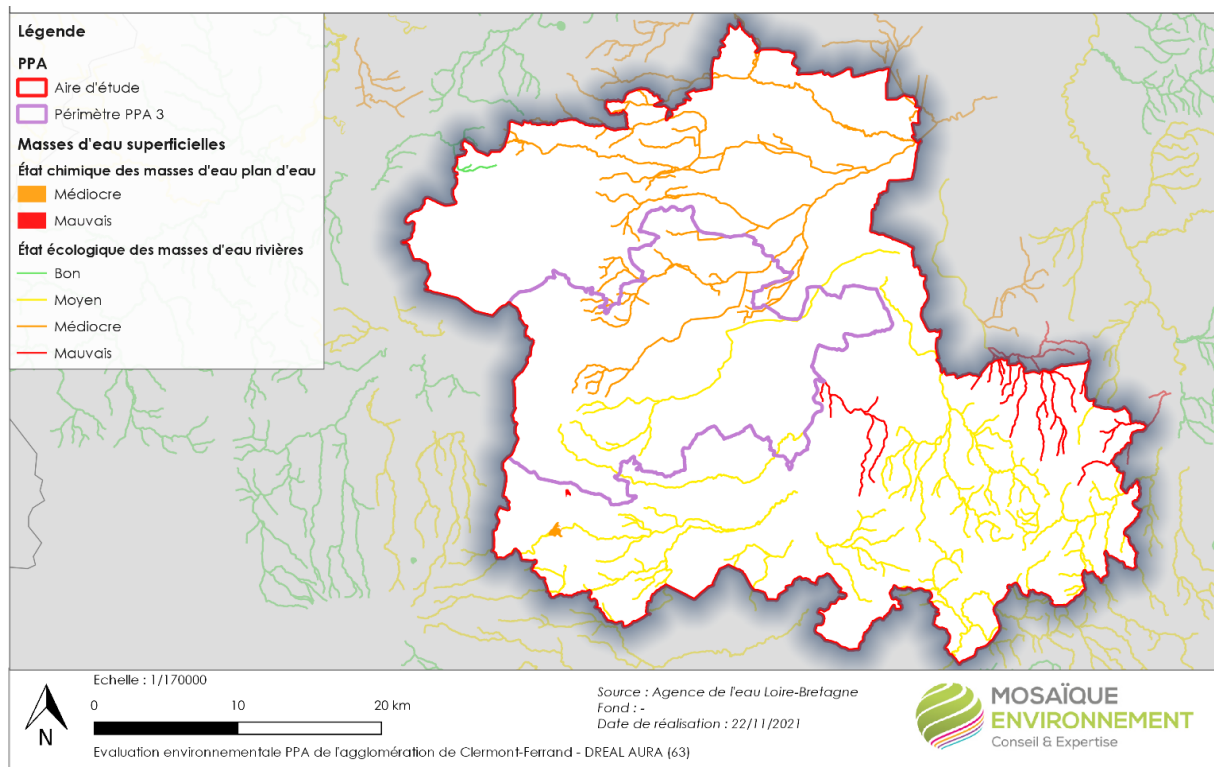 Légende
PPA
Aire d'étude
Périmètre PPA 3
Masses d'eau superficielles
État chimique des masses d'eau plan d'eau
Médiocre
Mauvais
État écologique des masses d'eau rivières
Bon
Moyen
Médiocre
Mauvais
Echelle : 1/170000
0 10 20 km
N
Evaluation environnementale PPA de l'agglomération de Clermont-Ferrand - DREAL AURA (63)
Source : Agence de l'eau Loire-Bretagne
Fond : -
Date de réalisation : 22/11/2021
MOSAÏQUE
ENVIRONNEMENT
Conseil & Expertise